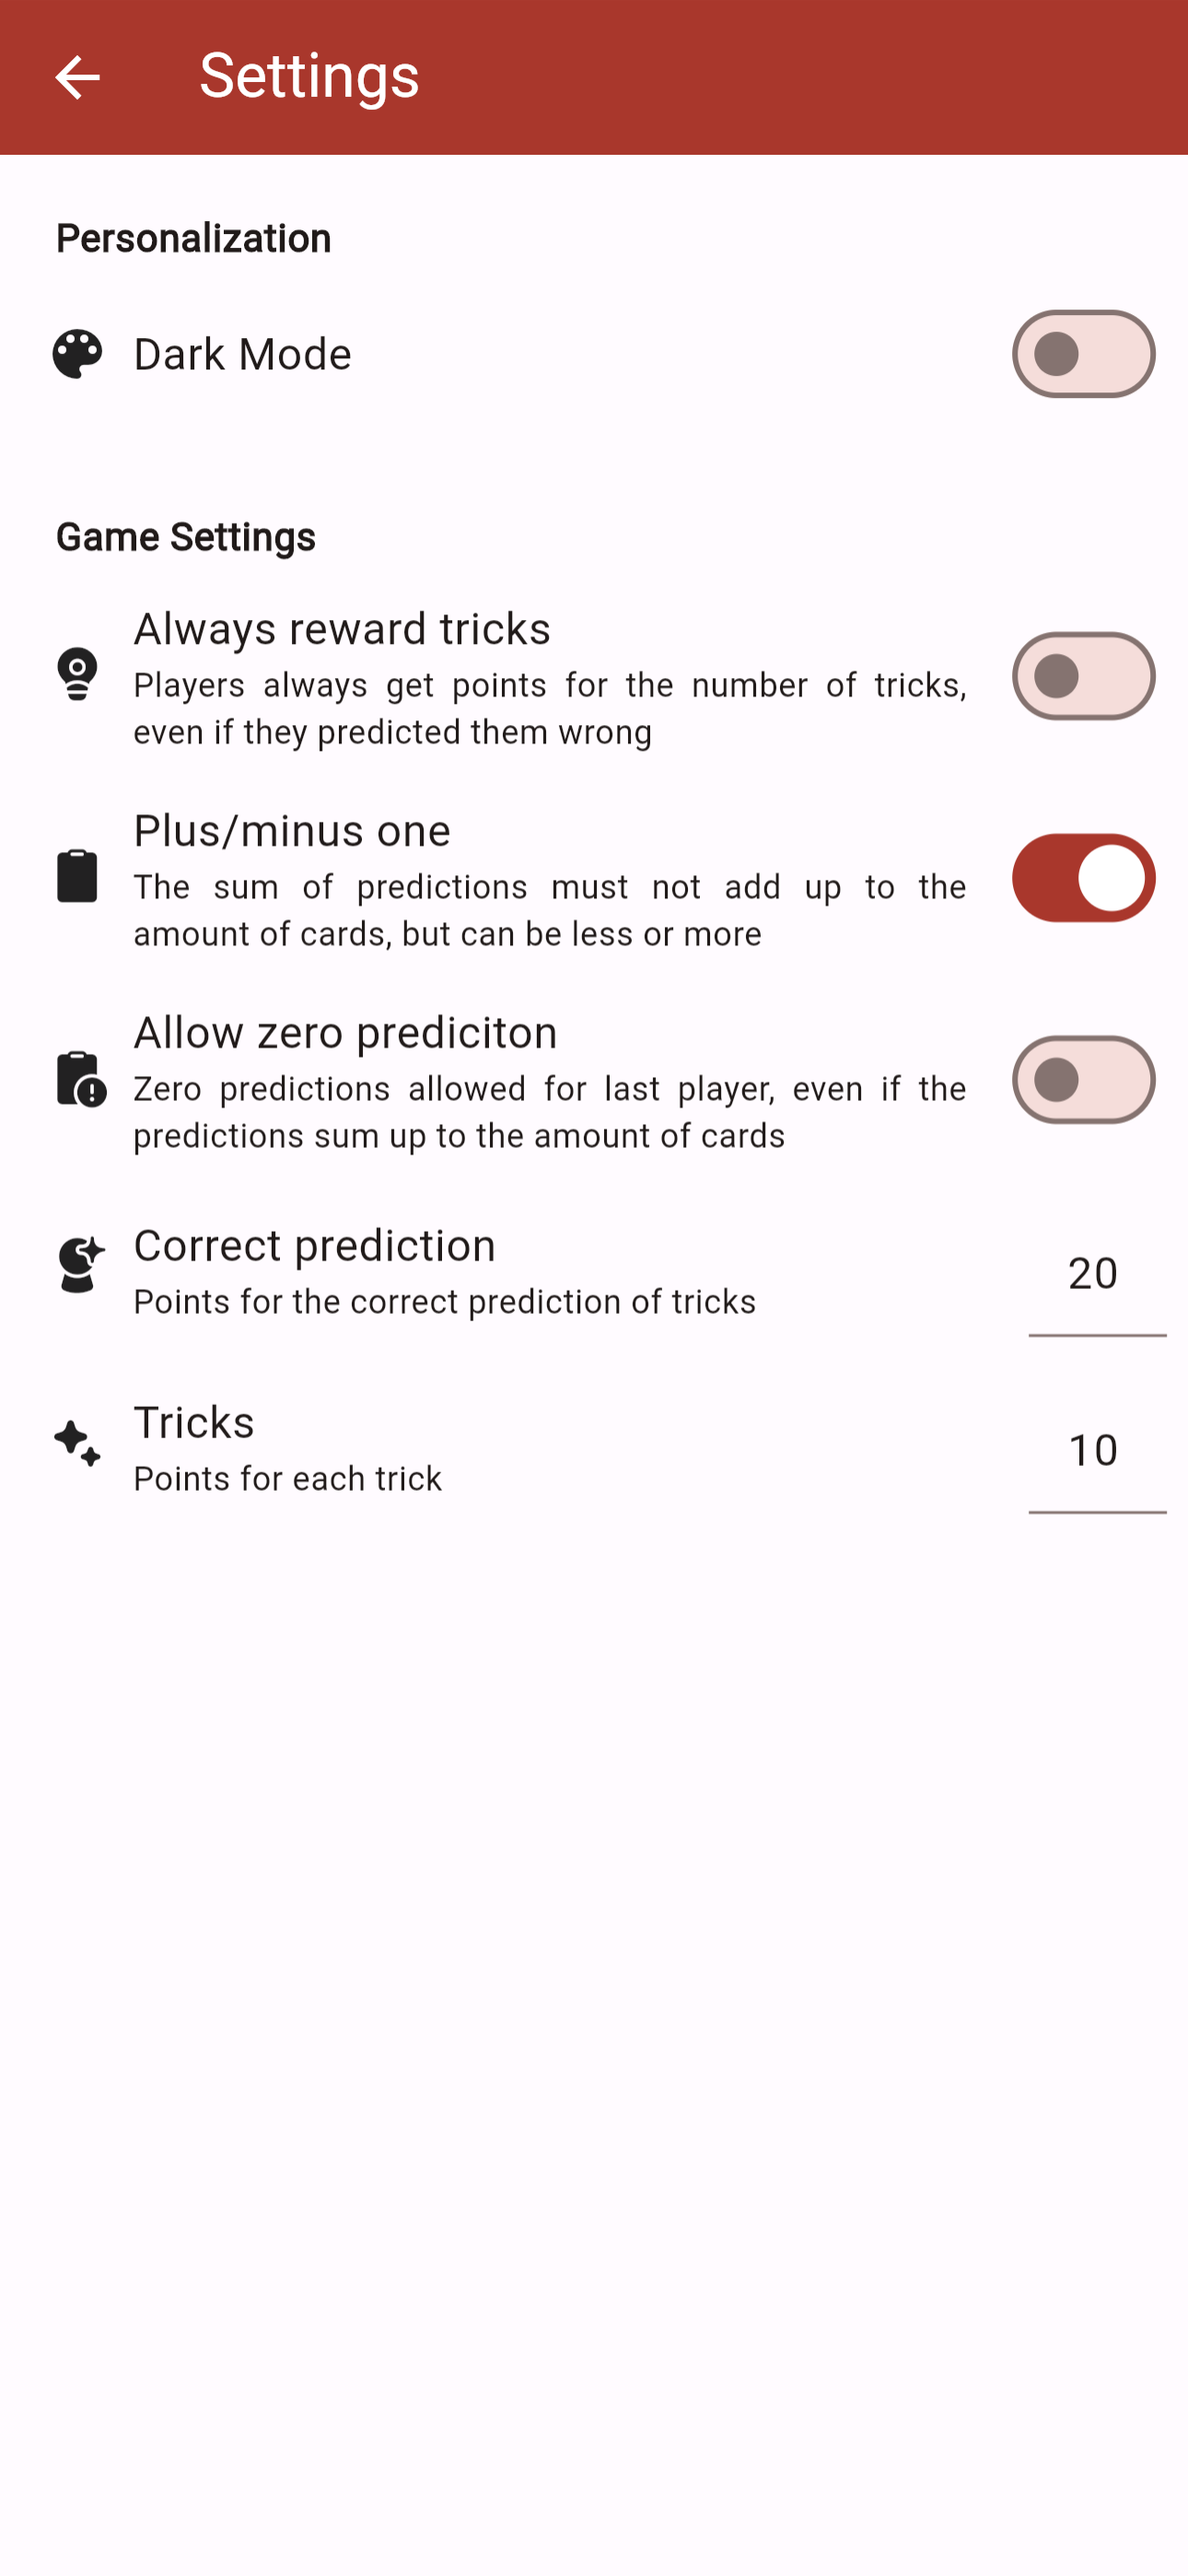 Settings
Personalization
Dark Mode
Game Settings
Always reward tricks
Players always get points for the number of tricks,
even if they predicted them wrong
Plus/minus one
The sum of predictions must not add up to the
amount of cards, but can be less or more
Allow zero prediciton
Zero predictions allowed for last player, even if the
predictions sum up to the amount of cards
Correct prediction
Points for the correct prediction of tricks
20
Tricks
Points for each trick
10